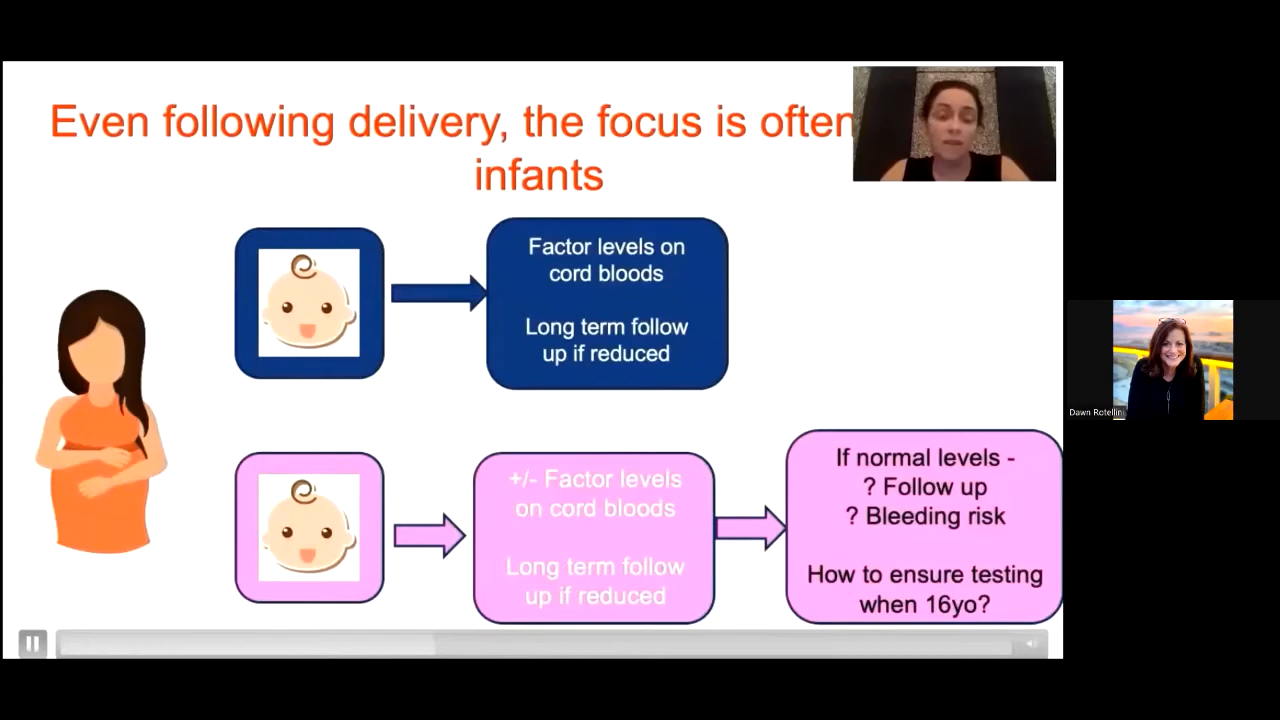 Even following delivery, the focus is often
infants
Factor levels on
cord bloods
Long term follow
up if reduced
+/- Factor levels
on cord bloods
Long term follow
up if reduced
If normal levels -
? Follow up
? Bleeding risk
How to ensure testing
when 16yo?
Dawn Rotellini